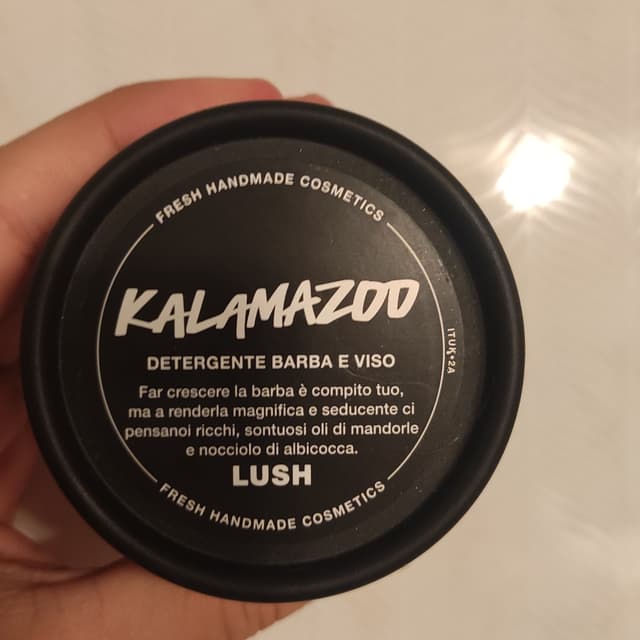 FRESH HANDMADE COSMETICS
KALAMAZOO
DETERGENTE BARBA E VISO
Far crescere la barba è compito tuo,
ma a renderla magnifica e seducente ci
pensanoi ricchi, sontuosi oli di mandorle
e nocciolo di albicocca.
LUSH
FRESH HANDMADE COSMETICS
ITUK•2A